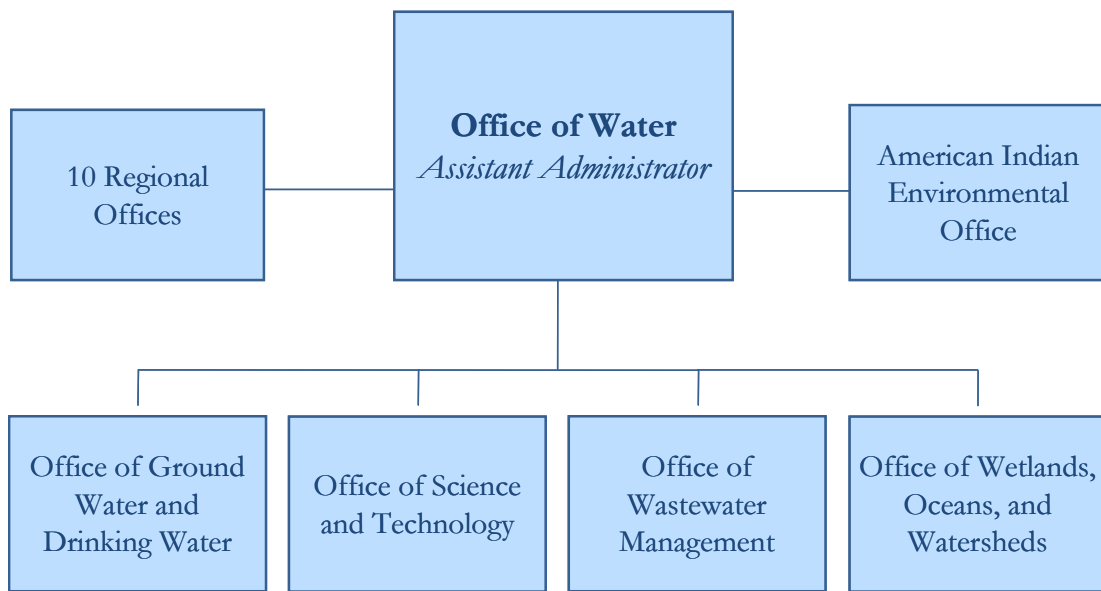 Office of Water
Assistant Administrator
10 Regional
Offices
American Indian
Environmental
Office
Office of Ground
Water and
Drinking Water
Office of Science
and Technology
Office of
Wastewater
Management
Office of Wetlands,
Oceans, and
Watersheds